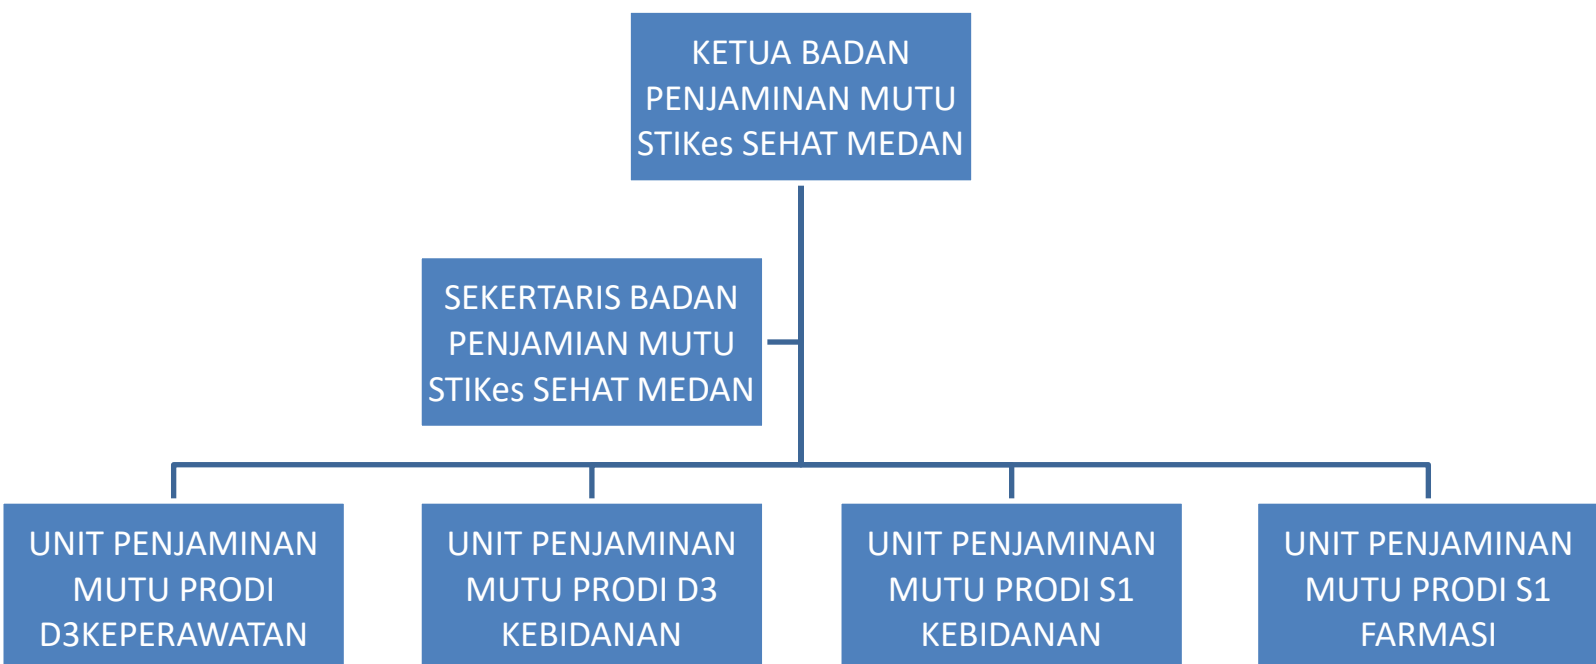 KETUA BADAN
PENJAMINAN MUTU
STIKes SEHAT MEDAN
SEKERTARIS BADAN
PENJAMIAN MUTU
STIKes SEHAT MEDAN
UNIT PENJAMINAN
MUTU PRODI
D3KEPERAWATAN
UNIT PENJAMINAN
MUTU PRODI D3
KEBIDANAN
UNIT PENJAMINAN
MUTU PRODI S1
KEBIDANAN
UNIT PENJAMINAN
MUTU PRODI S1
FARMASI